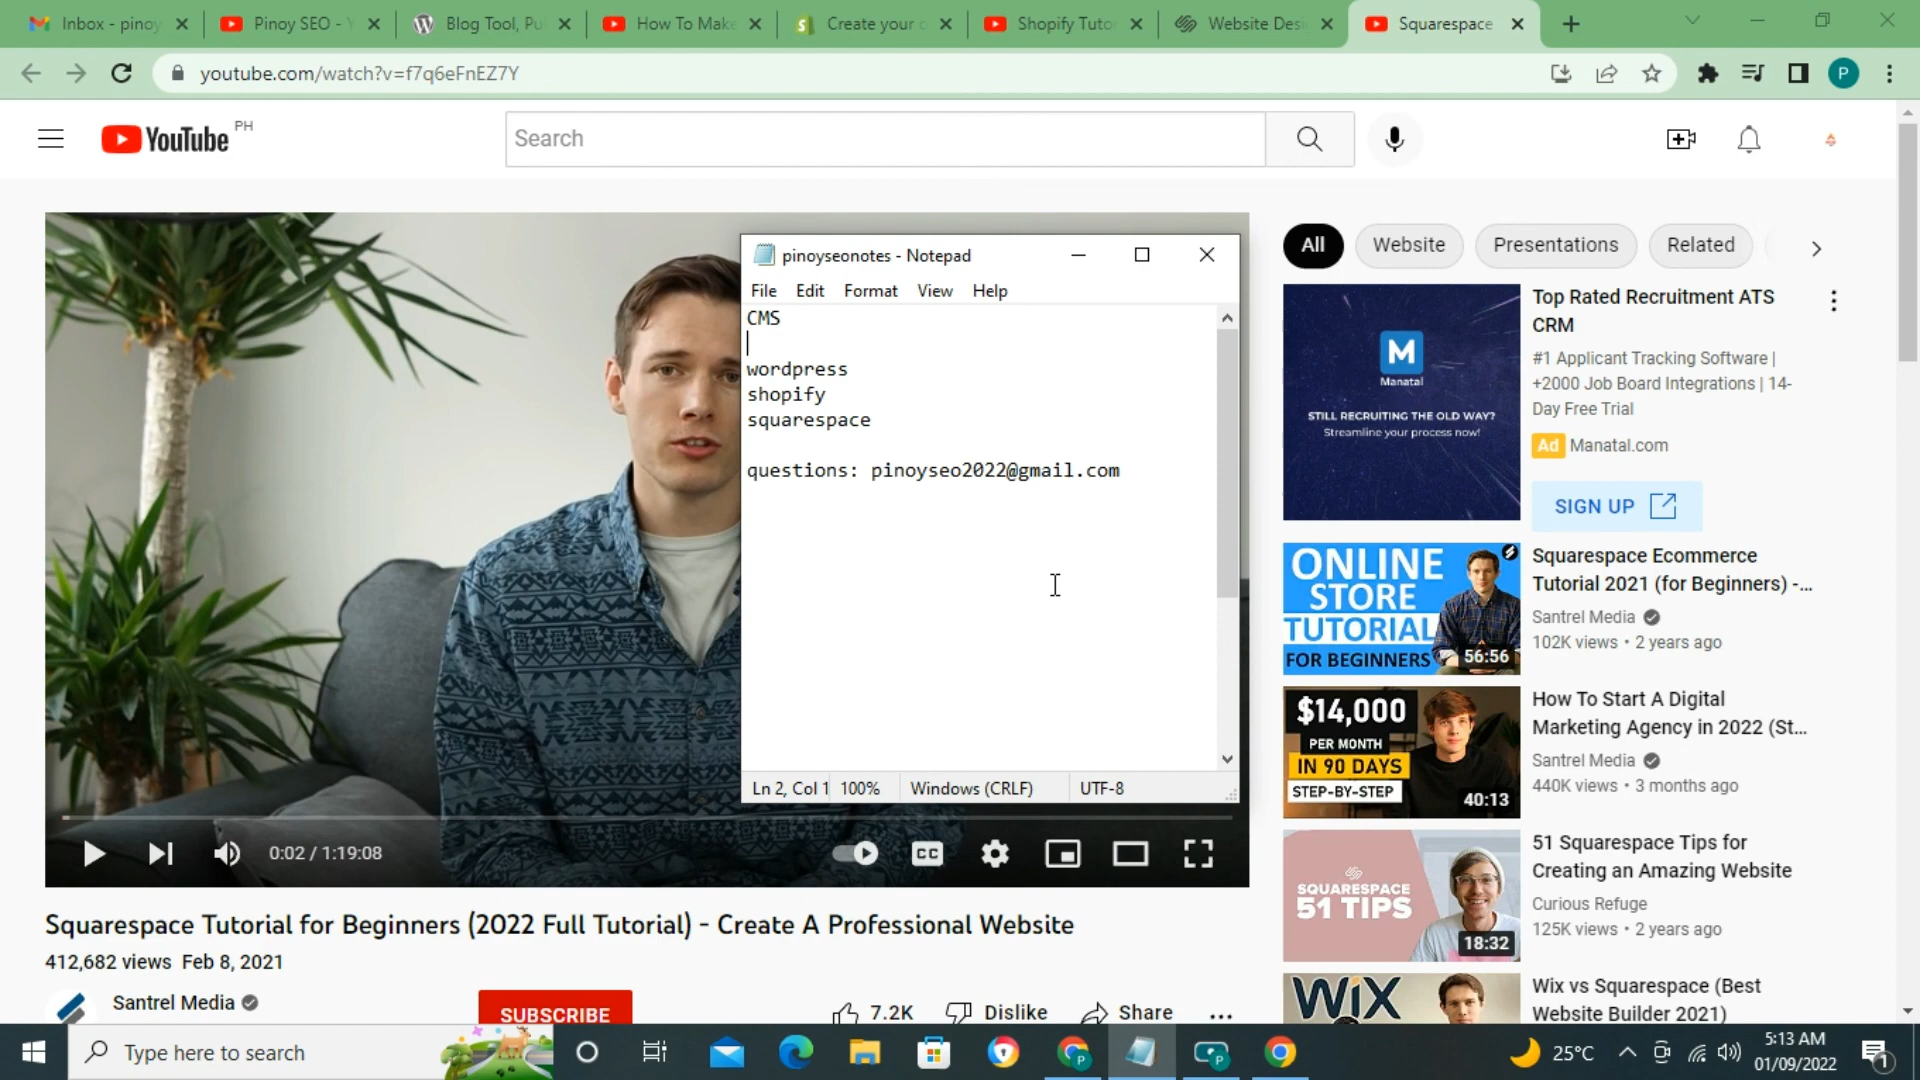 Inbox - pinoy
Pinoy SEO - Y
Blog Tool, Pu
How To Make
Create your o
Shopify Tutor
Website Desi
Squarespace
youtube.com/watch?v=f7q6eFnEZ7Y
P
YouTube PH
Search
pinoyseonotes - Notepad
File Edit Format View Help
CMS
wordpress
shopify
squarespace
questions: pinoyseo2022@gmail.com
Ln 2, Col 1 100% Windows (CRLF) UTF-8
0:02 / 1:19:08
CC
Squarespace Tutorial for Beginners (2022 Full Tutorial) - Create A Professional Website
412,682 views Feb 8, 2021
Santrel Media
SUBSCRIBE
7.2K Dislike Share ...
All Website Presentations Related
M
Manatal
STILL RECRUITING THE OLD WAY?
Streamline your process now!
Top Rated Recruitment ATS
CRM
#1 Applicant Tracking Software |
+2000 Job Board Integrations | 14-
Day Free Trial
Ad Manatal.com
SIGN UP
ONLINE
STORE
TUTORIAL
FOR BEGINNERS
56:56
Squarespace Ecommerce
Tutorial 2021 (for Beginners) -...
Santrel Media
102K views • 2 years ago
$14,000
PER MONTH
IN 90 DAYS
STEP-BY-STEP
40:13
How To Start A Digital
Marketing Agency in 2022 (St...
Santrel Media
440K views • 3 months ago
SQUARESPACE
51 TIPS
18:32
51 Squarespace Tips for
Creating an Amazing Website
Curious Refuge
125K views • 2 years ago
WIX
Wix vs Squarespace (Best
Website Builder 2021)
Type here to search
25°C
5:13 AM
01/09/2022
1